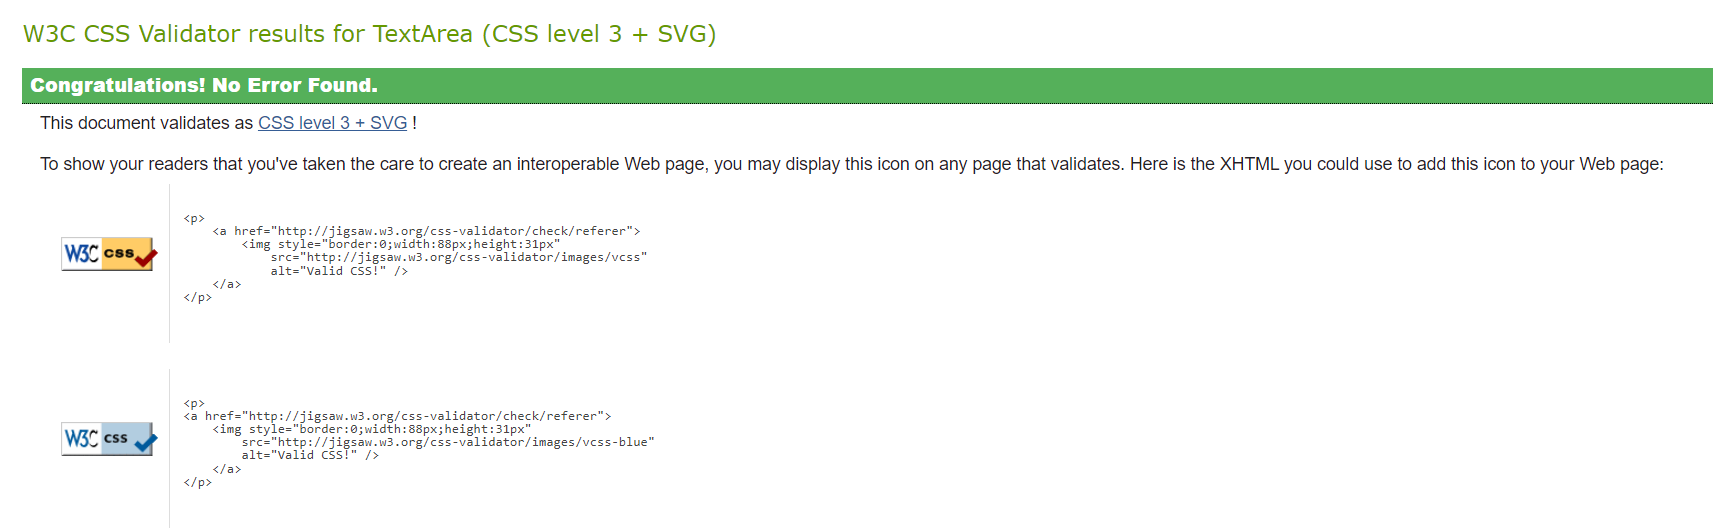 W3C CSS Validator results for TextArea (CSS level 3 + SVG)
Congratulations! No Error Found.
This document validates as CSS level 3 + SVG !
To show your readers that you've taken the care to create an interoperable Web page, you may display this icon on any page that validates. Here is the XHTML you could use to add this icon to your Web page:
W3C css
<p>
    <a href="http://jigsaw.w3.org/css-validator/check/referer">
        <img style="border:0;width:88px;height:31px"
            src="http://jigsaw.w3.org/css-validator/images/vcss"
            alt="Valid CSS!" />
    </a>
</p>
W3C css
<p>
<a href="http://jigsaw.w3.org/css-validator/check/referer">
    <img style="border:0;width:88px;height:31px"
        src="http://jigsaw.w3.org/css-validator/images/vcss-blue"
        alt="Valid CSS!" />
    </a>
</p>